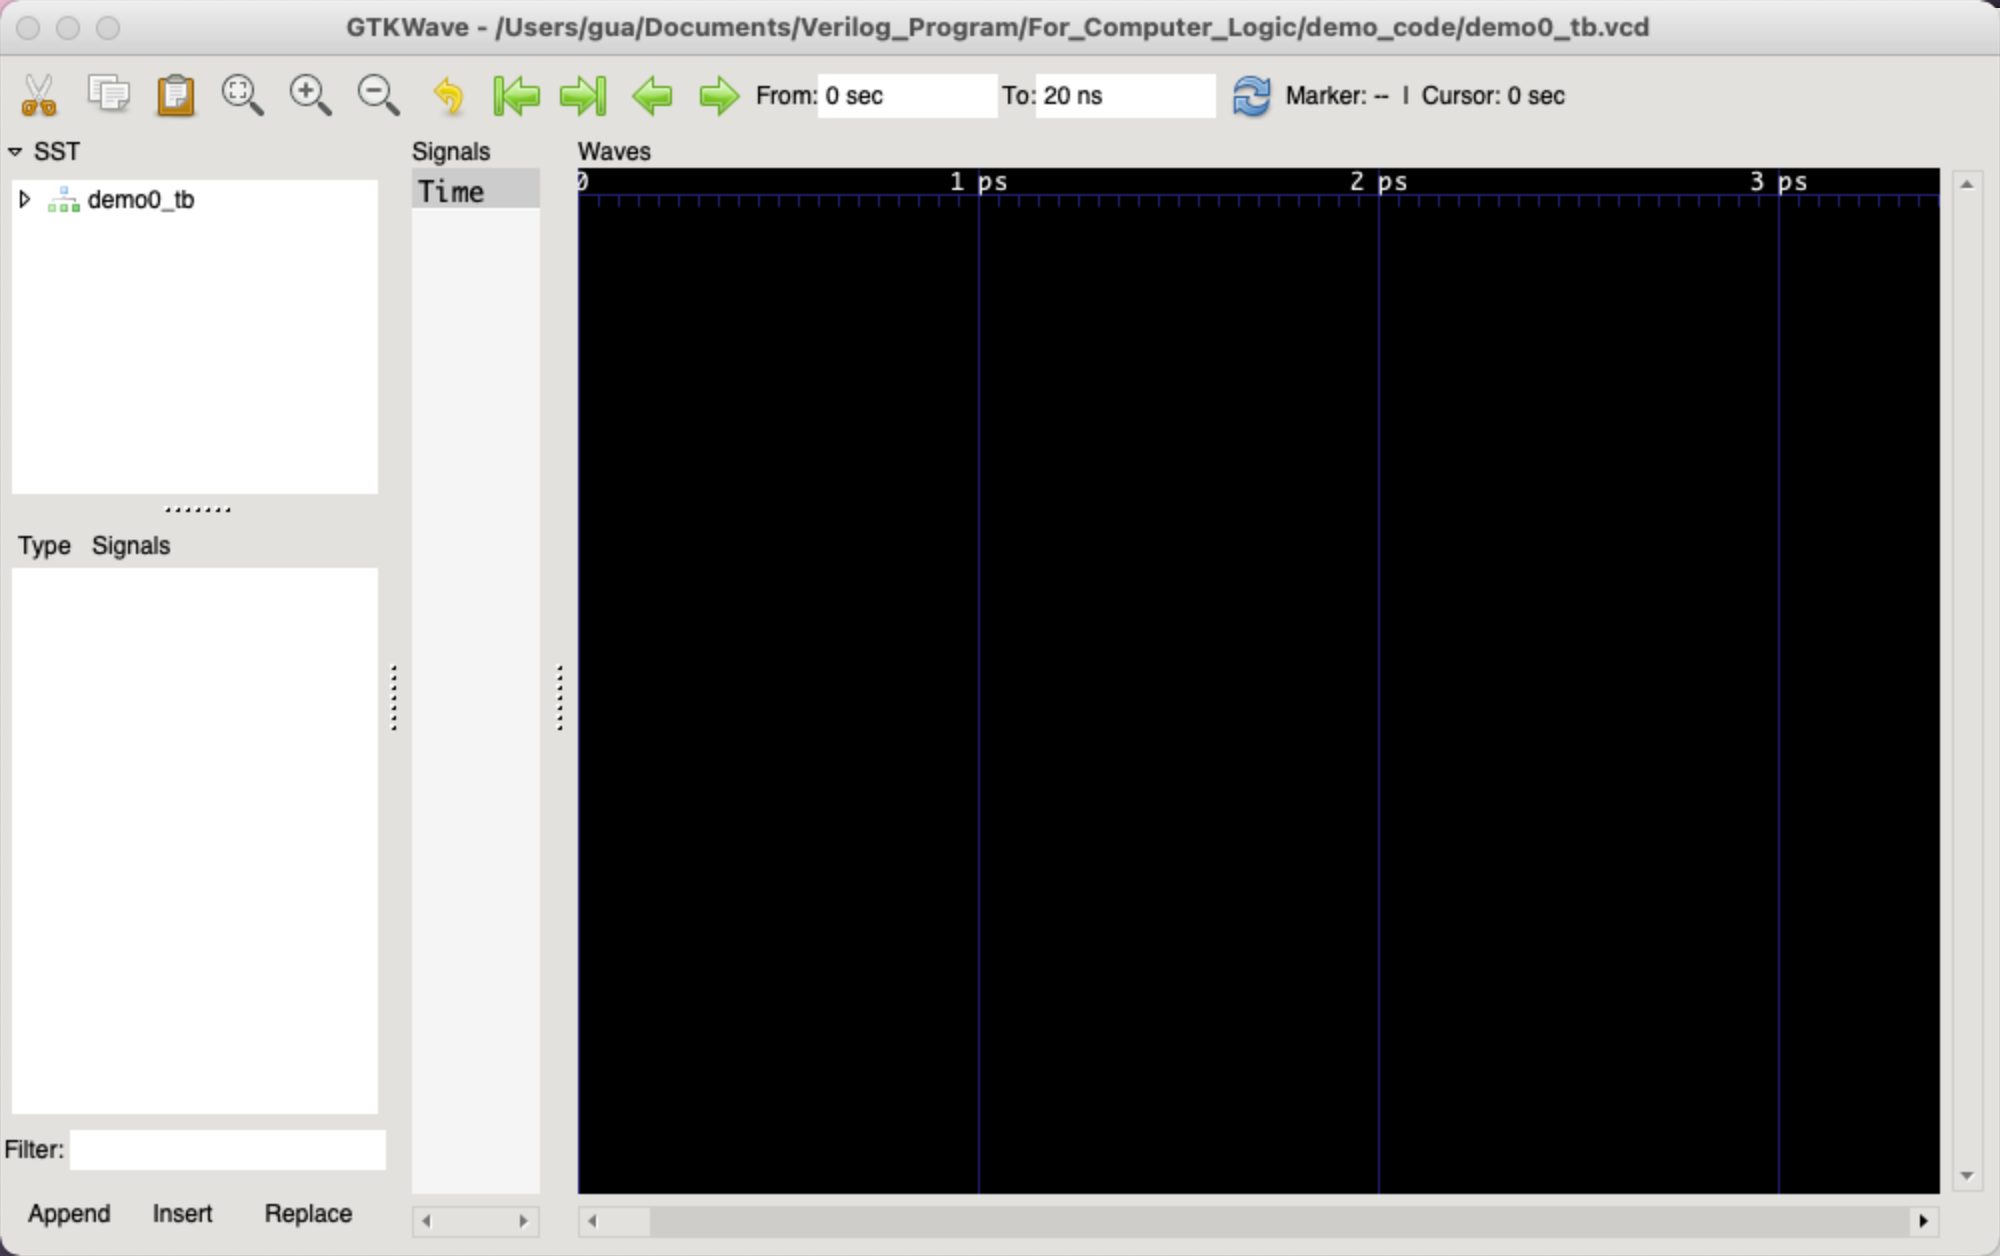 GTKWave - /Users/gua/Documents/Verilog_Program/For_Computer_Logic/demo_code/demo0_tb.vcd
From: 0 sec To: 20 ns Marker: -- | Cursor: 0 sec
SST
demo0_tb
Type Signals
Filter:
Append Insert Replace
Signals
Time
Waves
0 1 ps 2 ps 3 ps